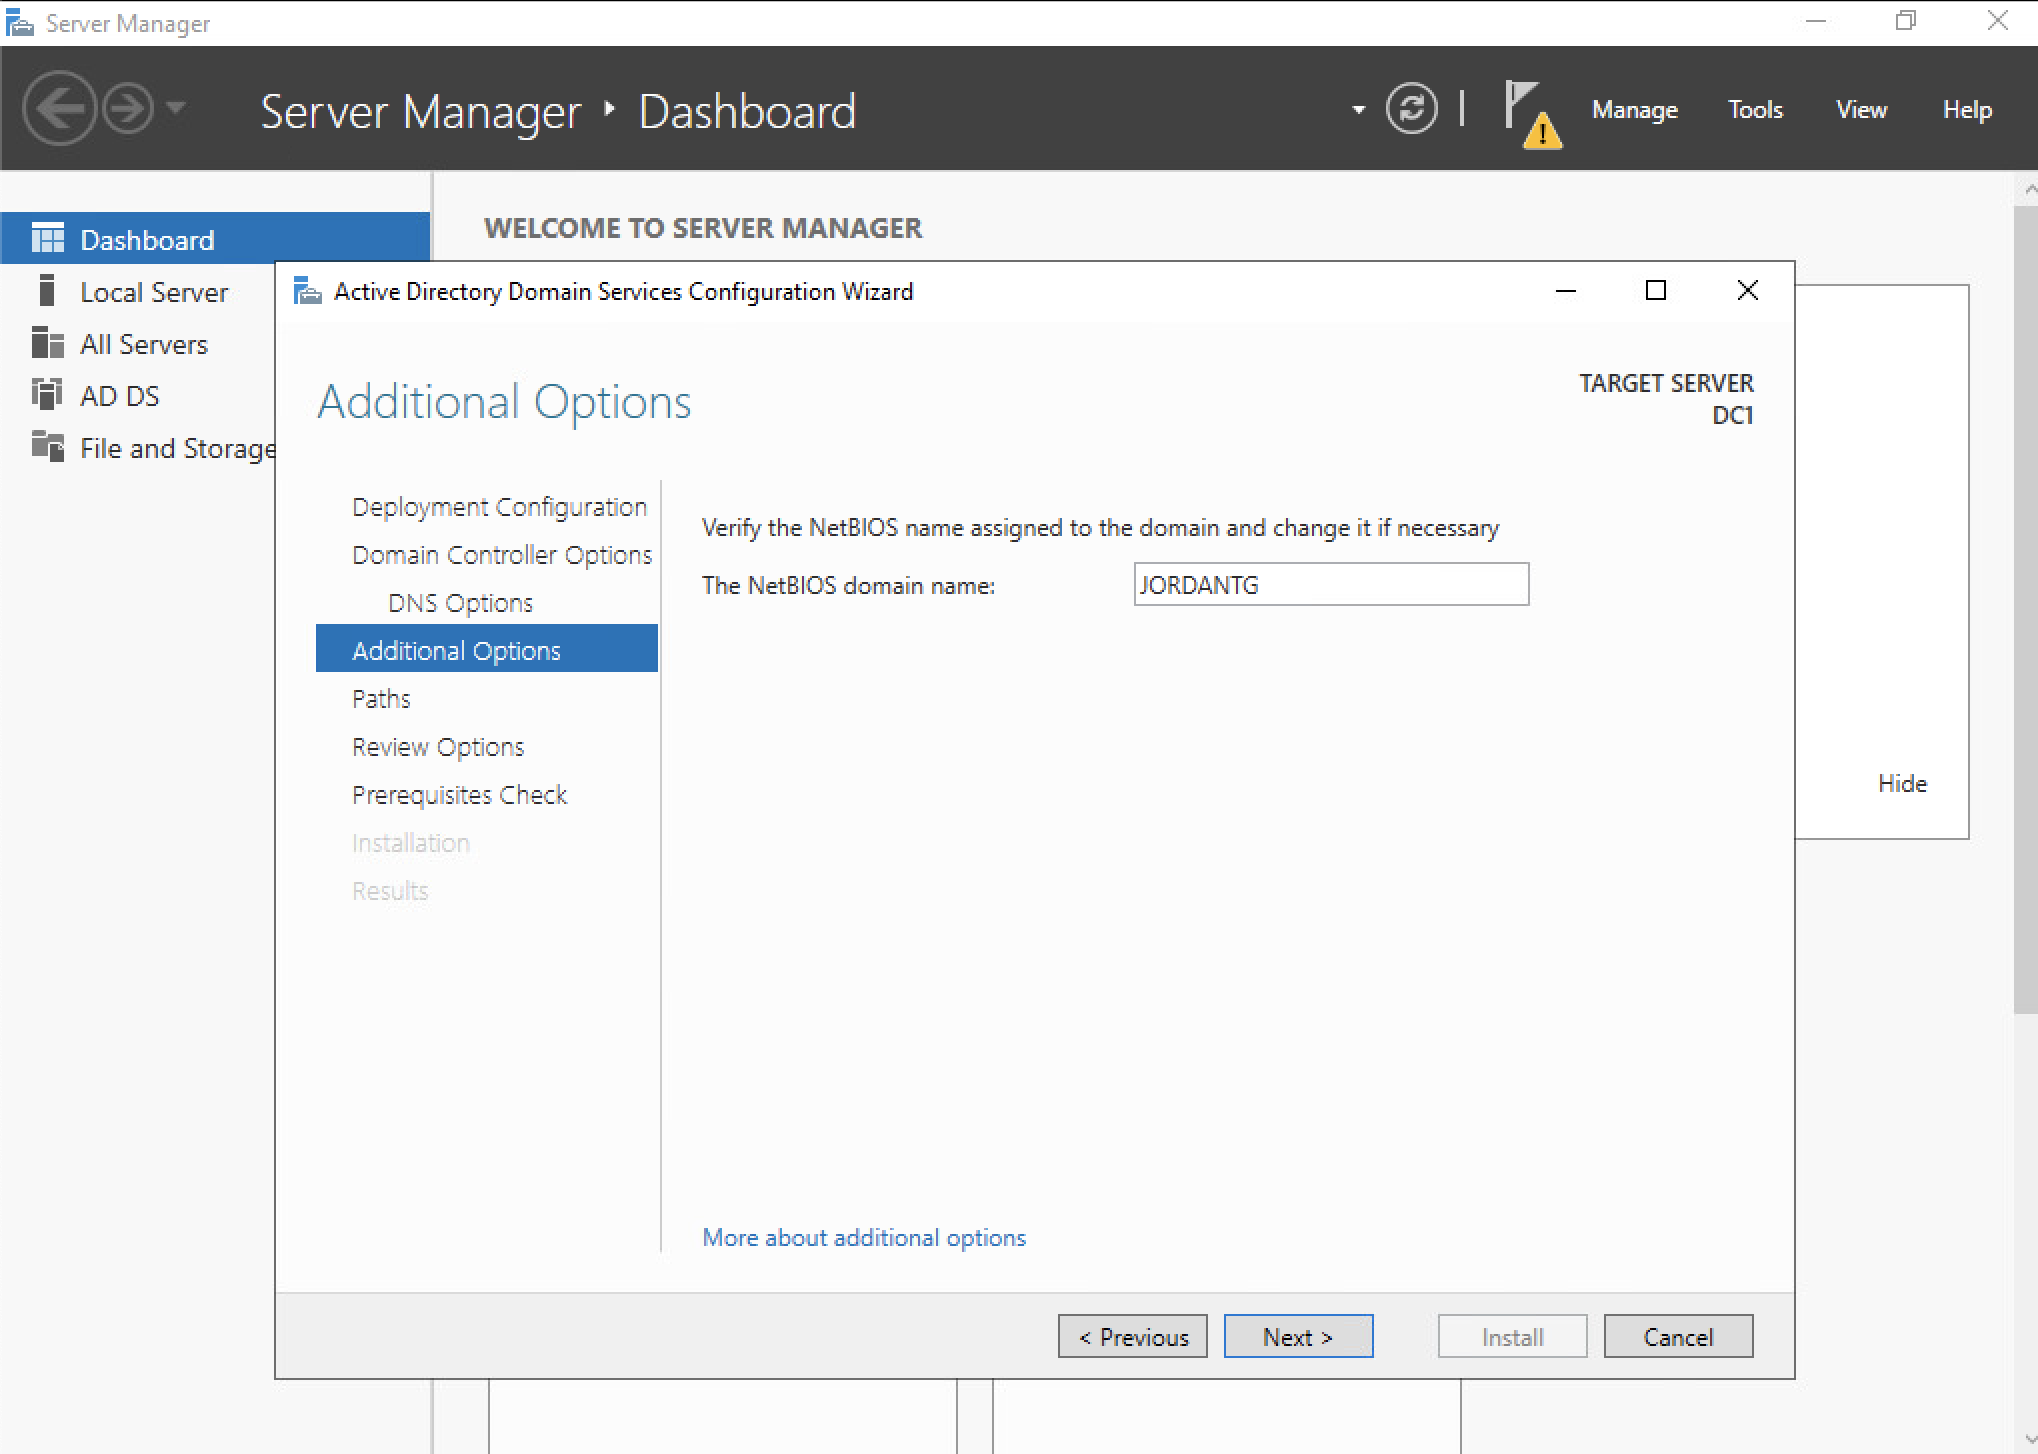 Server Manager
Server Manager ‣ Dashboard
Manage Tools View Help
Dashboard
Local Server
All Servers
AD DS
File and Storage
WELCOME TO SERVER MANAGER
Active Directory Domain Services Configuration Wizard
Additional Options
TARGET SERVER
DC1
Deployment Configuration
Domain Controller Options
DNS Options
Additional Options
Paths
Review Options
Prerequisites Check
Installation
Results
Verify the NetBIOS name assigned to the domain and change it if necessary
The NetBIOS domain name: JORDANTG
More about additional options
Hide
< Previous Next > Install Cancel